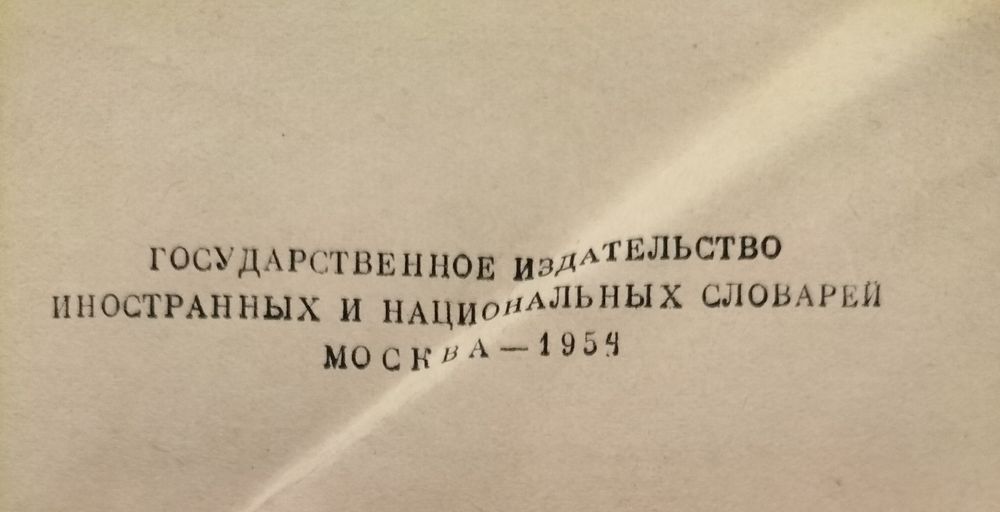 ГОСУДАРСТВЕННОЕ ИЗДАТЕЛЬСТВО
ИНОСТРАННЫХ И НАЦИОНАЛЬНЫХ СЛОВАРЕЙ
МОСКВА — 1954